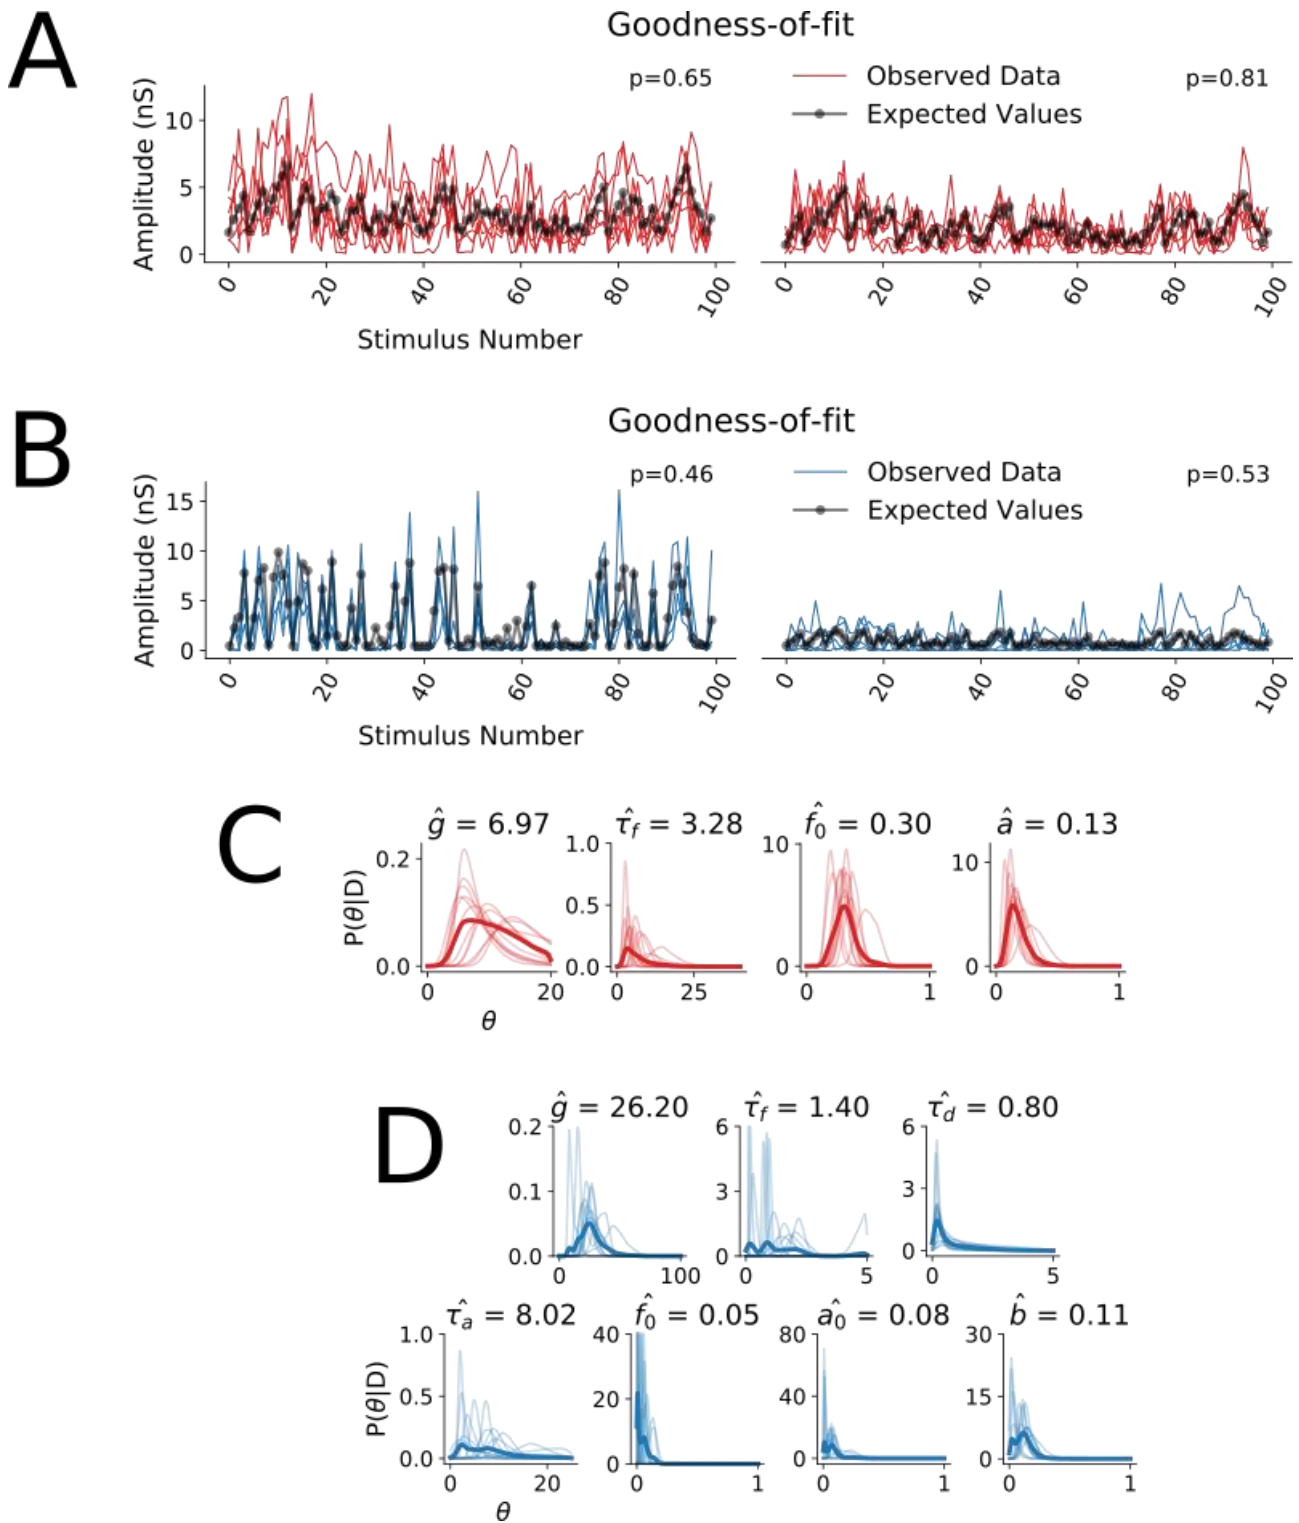 A
Goodness-of-fit
p=0.65
Observed Data
Expected Values
p=0.81
Amplitude (nS)
10
5
0
0 20 40 60 80 100
0 20 40 60 80 100
Stimulus Number
B
Goodness-of-fit
p=0.46
Observed Data
Expected Values
p=0.53
Amplitude (nS)
15
10
5
0
0 20 40 60 80 100
0 20 40 60 80 100
Stimulus Number
C
ĝ = 6.97
τ̂_f = 3.28
f̂_0 = 0.30
â = 0.13
P(θ|D)
0.2
0.0
0 20
θ
1.0
0.5
0.0
0 25
10
0
0 1
10
0
0 1
D
ĝ = 26.20
τ̂_f = 1.40
τ̂_d = 0.80
0.2
0.1
0.0
0 100
6
3
0
0 5
6
3
0
0 5
τ̂_a = 8.02
f̂_0 = 0.05
â_0 = 0.08
b̂ = 0.11
P(θ|D)
1.0
0.5
0.0
0 20
θ
40
20
0
0 1
80
40
0
0 1
30
15
0
0 1